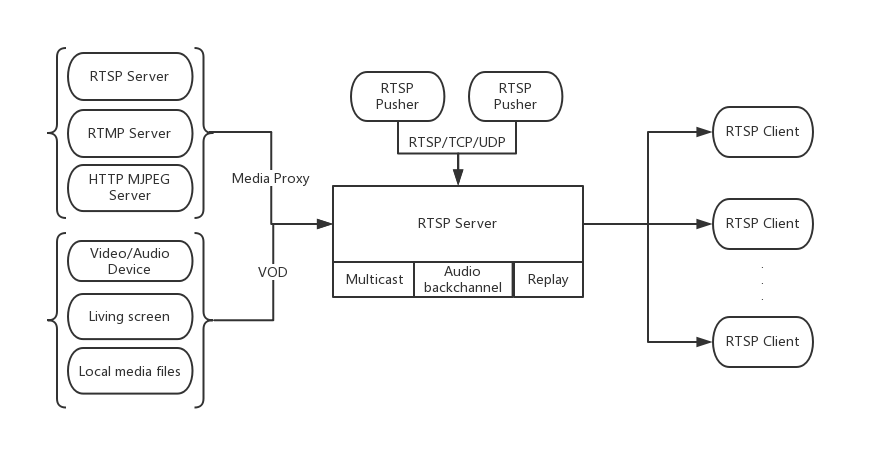 RTSP Server
RTMP Server
HTTP MJPEG
Server
Media Proxy
Video/Audio
Device
Living screen
Local media files
VOD
RTSP
Pusher
RTSP
Pusher
RTSP/TCP/UDP
RTSP Server
Multicast
Audio
backchannel
Replay
RTSP Client
RTSP Client
.
.
.
RTSP Client